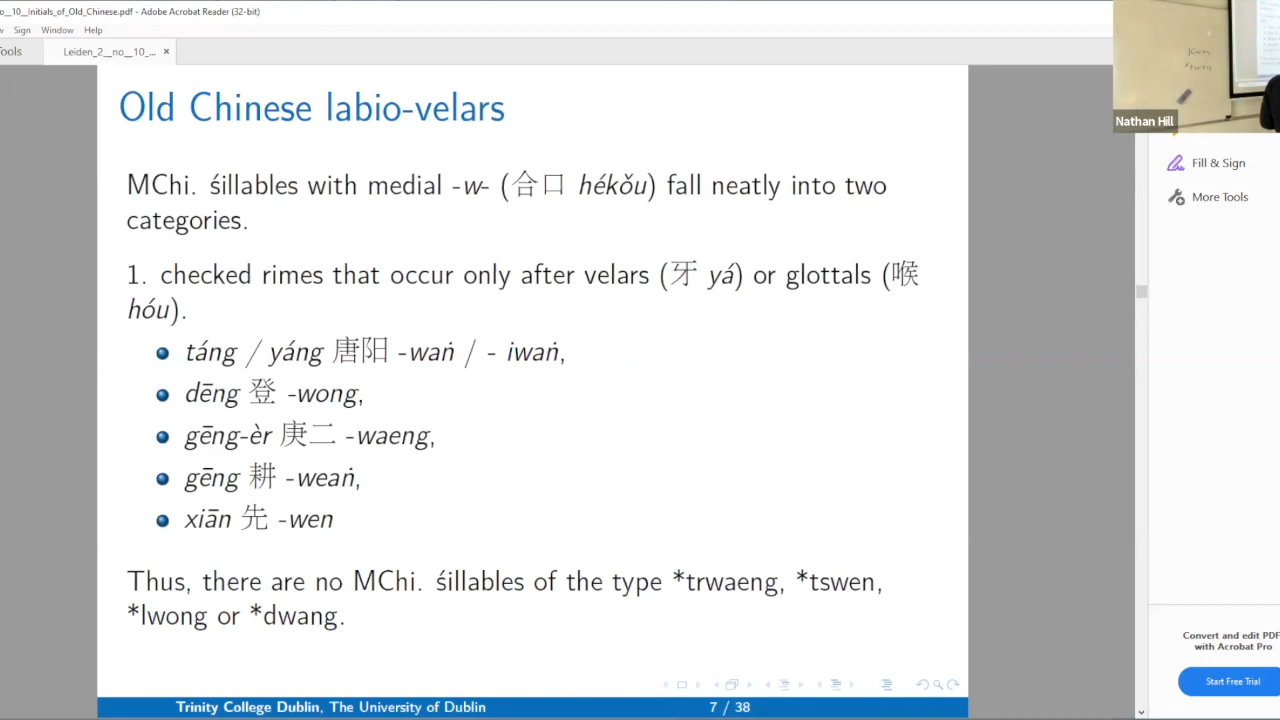 o__10__Initials_of_Old_Chinese.pdf - Adobe Acrobat Reader (32-bit)
Sign Window Help
Tools
Leiden_2__no__10_... ×
Old Chinese labio-velars
MChi. śillables with medial -w- (合口 hékǒu) fall neatly into two
categories.
1. checked rimes that occur only after velars (牙 yá) or glottals (喉
hóu).
táng / yáng 唐阳 -waṅ / - iwaṅ,
dēng 登 -wong,
gēng-èr 庚二 -waeng,
gēng 耕 -weaṅ,
xiān 先 -wen
Thus, there are no MChi. śillables of the type *trwaeng, *tswen,
*lwong or *dwang.
Trinity College Dublin, The University of Dublin
7 / 38
*tswen
Nathan Hill
Fill & Sign
More Tools
Convert and edit PDF
with Acrobat Pro
Start Free Trial